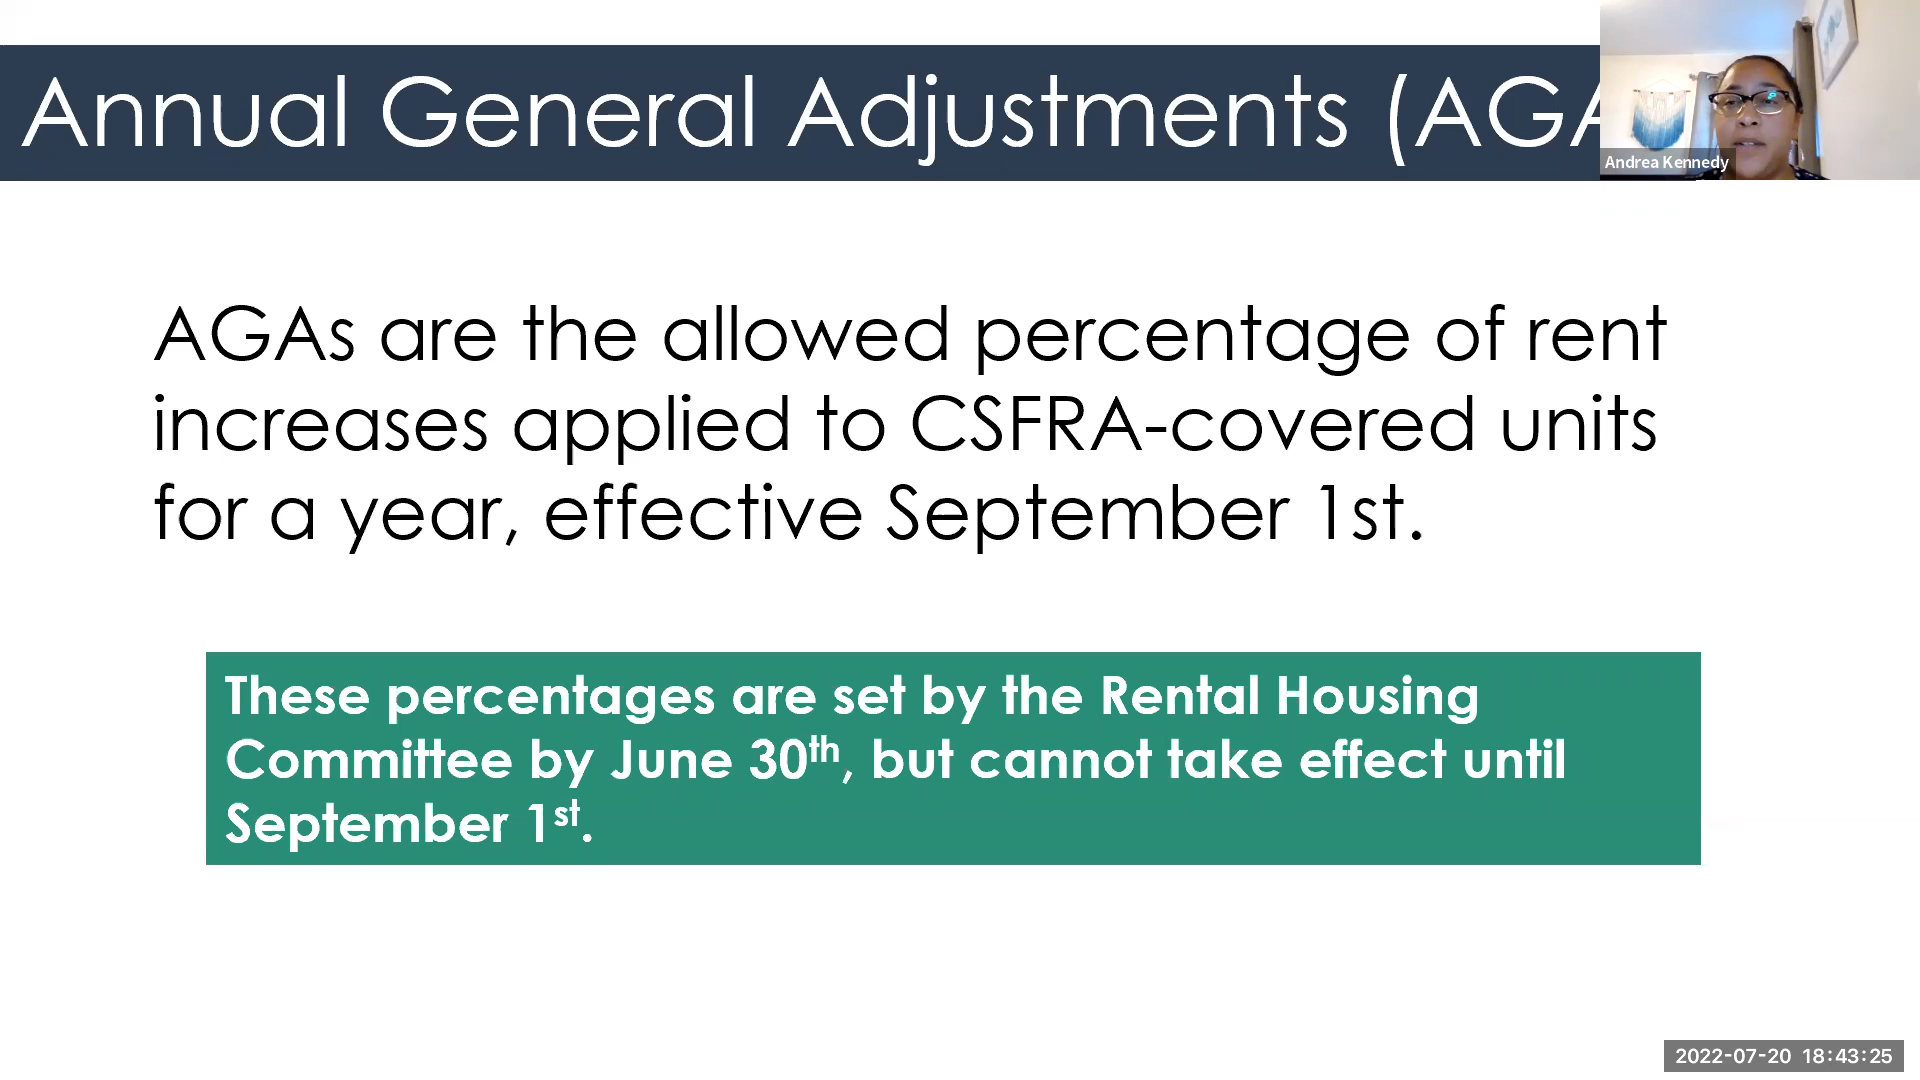 Annual General Adjustments (AGA
Andrea Kennedy
AGAs are the allowed percentage of rent
increases applied to CSFRA-covered units
for a year, effective September 1st.
These percentages are set by the Rental Housing
Committee by June 30th, but cannot take effect until
September 1st.
2022-07-20 18:43:25